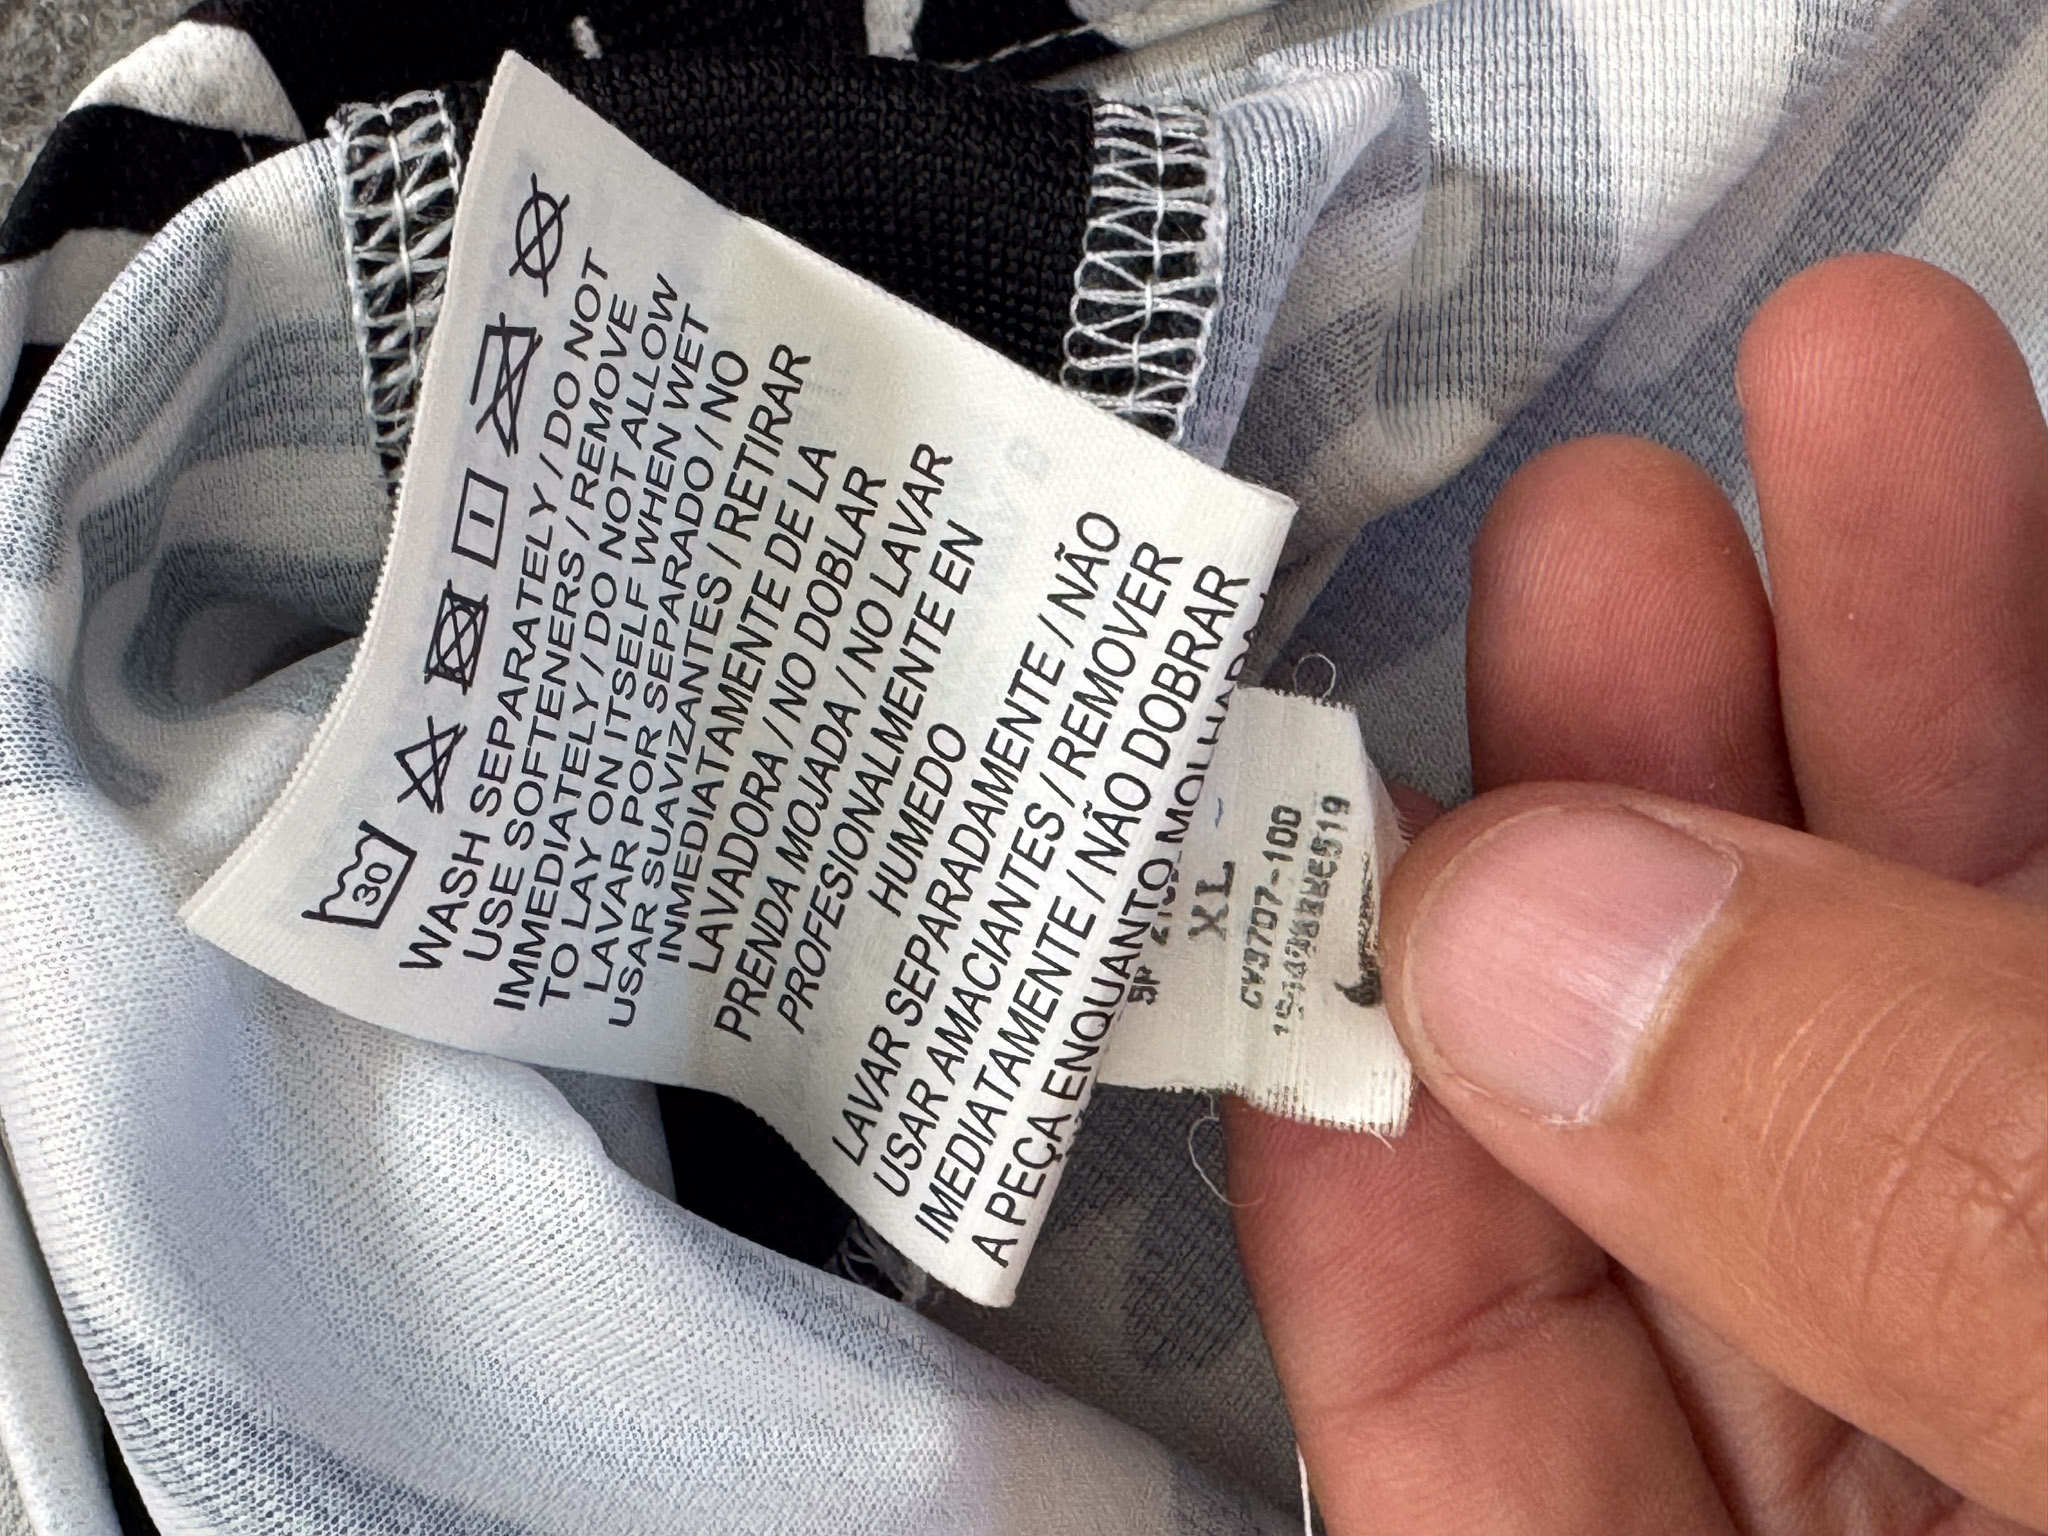 30
WASH SEPARATELY / DO NOT
USE SOFTENERS / REMOVE
IMMEDIATELY / DO NOT ALLOW
TO LAY ON ITSELF WHEN WET
LAVAR POR SEPARADO / NO
USAR SUAVIZANTES / RETIRAR
INMEDIATAMENTE DE LA
LAVADORA / NO DOBLAR
PRENDA MOJADA / NO LAVAR
PROFESIONALMENTE EN
HUMEDO
LAVAR SEPARADAMENTE / NÃO
USAR AMACIANTES / REMOVER
IMEDIATAMENTE / NÃO DOBRAR
A PEÇA ENQUANTO MOLHADA
XL